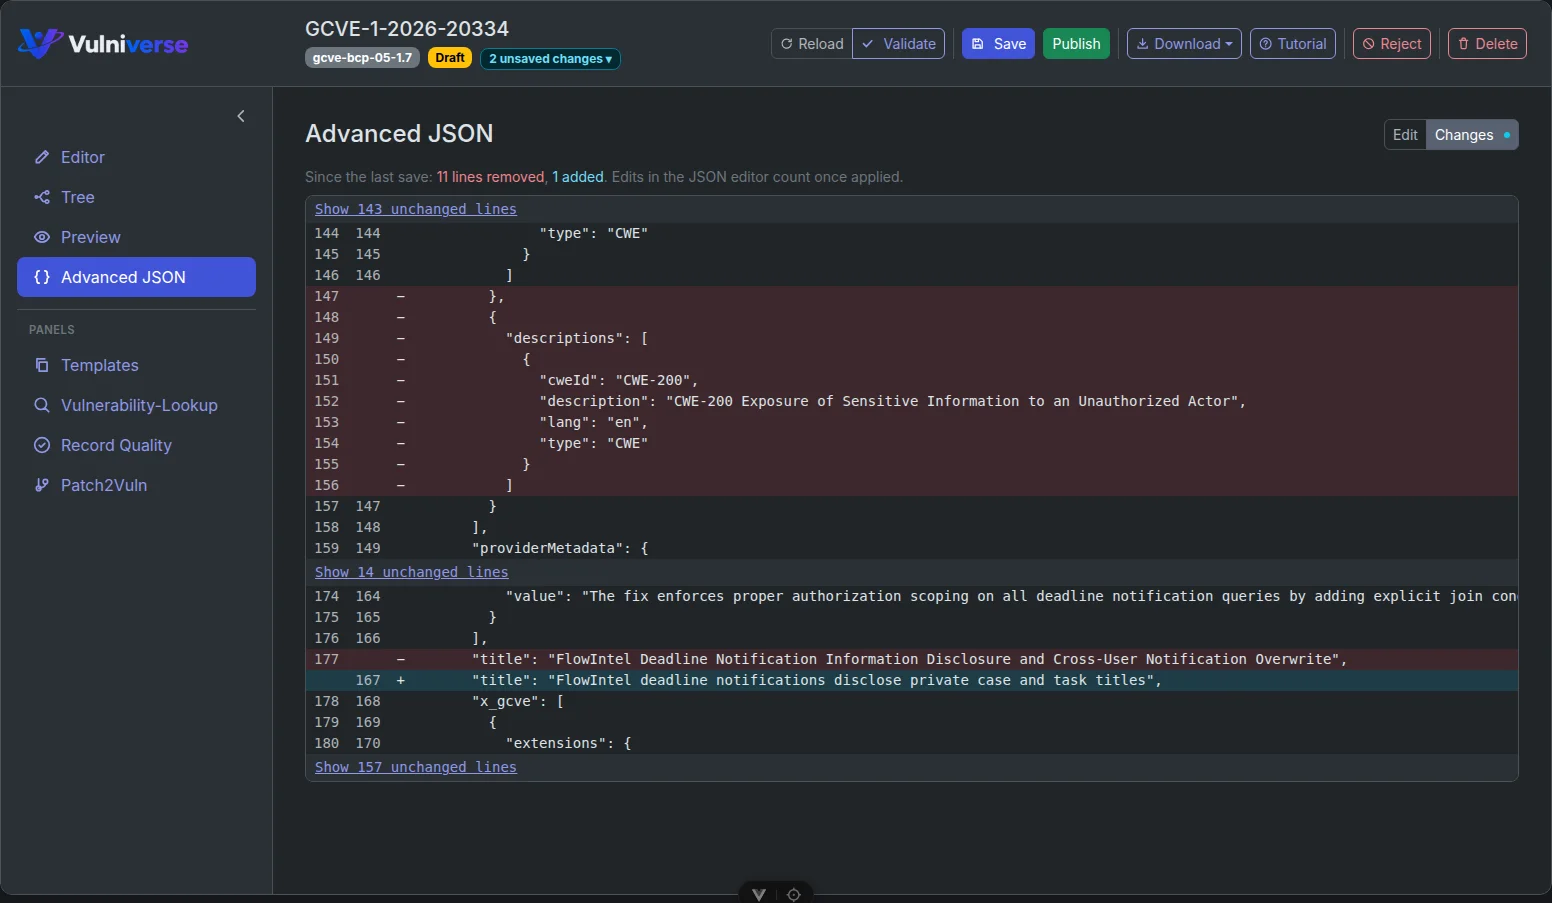 Vulniverse
GCVE-1-2026-20334
gcve-bcp-05-1.7 Draft 2 unsaved changes ▾
Reload Validate Save Publish Download Tutorial Reject Delete
Editor
Tree
Preview
{} Advanced JSON
PANELS
Templates
Vulnerability-Lookup
Record Quality
Patch2Vuln
Advanced JSON
Edit Changes
Since the last save: 11 lines removed, 1 added. Edits in the JSON editor count once applied.
Show 143 unchanged lines
144 144 "type": "CWE"
145 145 }
146 146 ]
147 − },
148 − {
149 − "descriptions": [
150 − {
151 − "cweId": "CWE-200",
152 − "description": "CWE-200 Exposure of Sensitive Information to an Unauthorized Actor",
153 − "lang": "en",
154 − "type": "CWE"
155 − }
156 − ]
157 147 }
158 148 ],
159 149 "providerMetadata": {
Show 14 unchanged lines
174 164 "value": "The fix enforces proper authorization scoping on all deadline notification queries by adding explicit join con
175 165 }
176 166 ],
177 − "title": "FlowIntel Deadline Notification Information Disclosure and Cross-User Notification Overwrite",
167 + "title": "FlowIntel deadline notifications disclose private case and task titles",
178 168 "x_gcve": [
179 169 {
180 170 "extensions": {
Show 157 unchanged lines